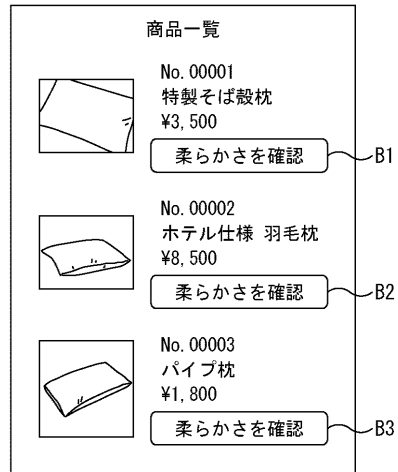 商品一覧
No. 00001
特製そば殻枕
¥3,500
柔らかさを確認
B1
No. 00002
ホテル仕様 羽毛枕
¥8,500
柔らかさを確認
B2
No. 00003
パイプ枕
¥1,800
柔らかさを確認
B3